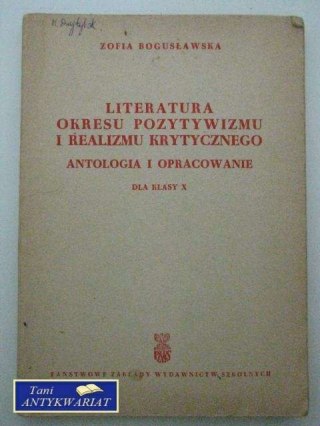 ZOFIA BOGUSŁAWSKA
LITERATURA
OKRESU POZYTYWIZMU
I REALIZMU KRYTYCZNEGO
ANTOLOGIA I OPRACOWANIE
DLA KLASY X
PAŃSTWOWE ZAKŁADY WYDAWNICTW SZKOLNYCH
Tani
ANTYKWARIAT